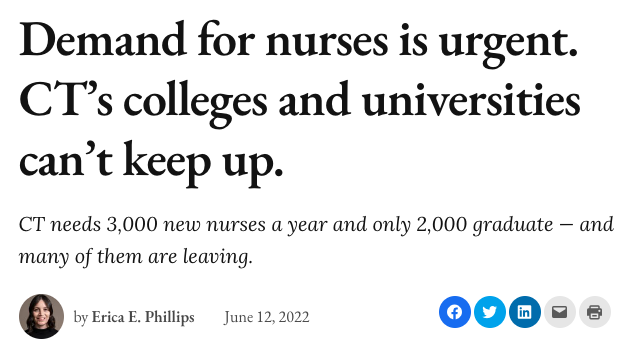 Demand for nurses is urgent.
CT’s colleges and universities
can’t keep up.
CT needs 3,000 new nurses a year and only 2,000 graduate — and
many of them are leaving.
by Erica E. Phillips June 12, 2022